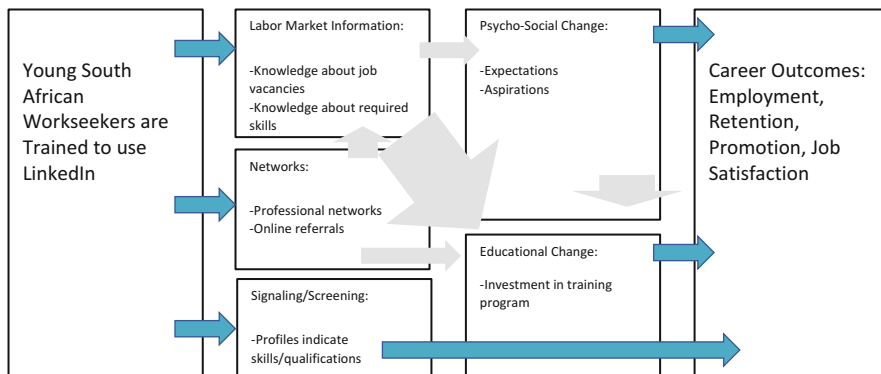 Young South
African
Workseekers are
Trained to use
LinkedIn
Labor Market Information:
-Knowledge about job
vacancies
-Knowledge about required
skills
Networks:
-Professional networks
-Online referrals
Signaling/Screening:
-Profiles indicate
skills/qualifications
Psycho-Social Change:
-Expectations
-Aspirations
Educational Change:
-Investment in training
program
Career Outcomes:
Employment,
Retention,
Promotion, Job
Satisfaction